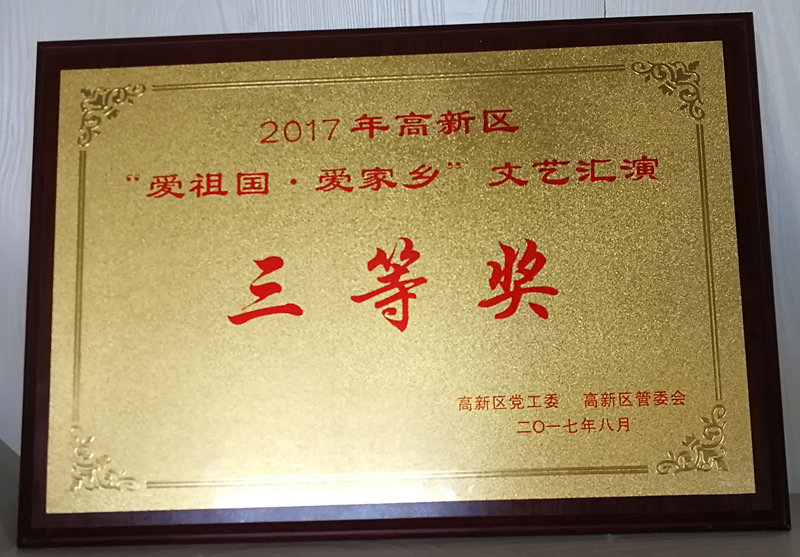 2017年高新区
“爱祖国·爱家乡”文艺汇演
三等奖
高新区党工委 高新区管委会
二〇一七年八月